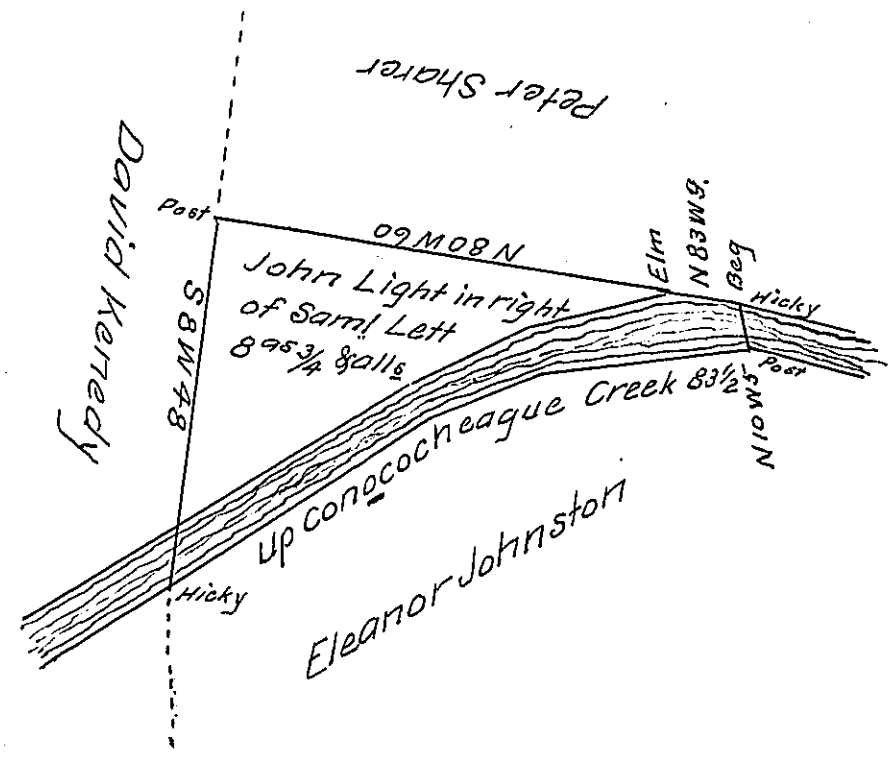 Peter Sharer
David Kenedy
Post
N 80 W 60
Elm
N 83 W 9.
Beg
Hicky
John Light in right
of Saml Lett
8 as 3/4 & alls
S 8 W 48
up Conococheague Creek 83 1/2
Post
N 10 W 5
Hicky
Eleanor Johnston